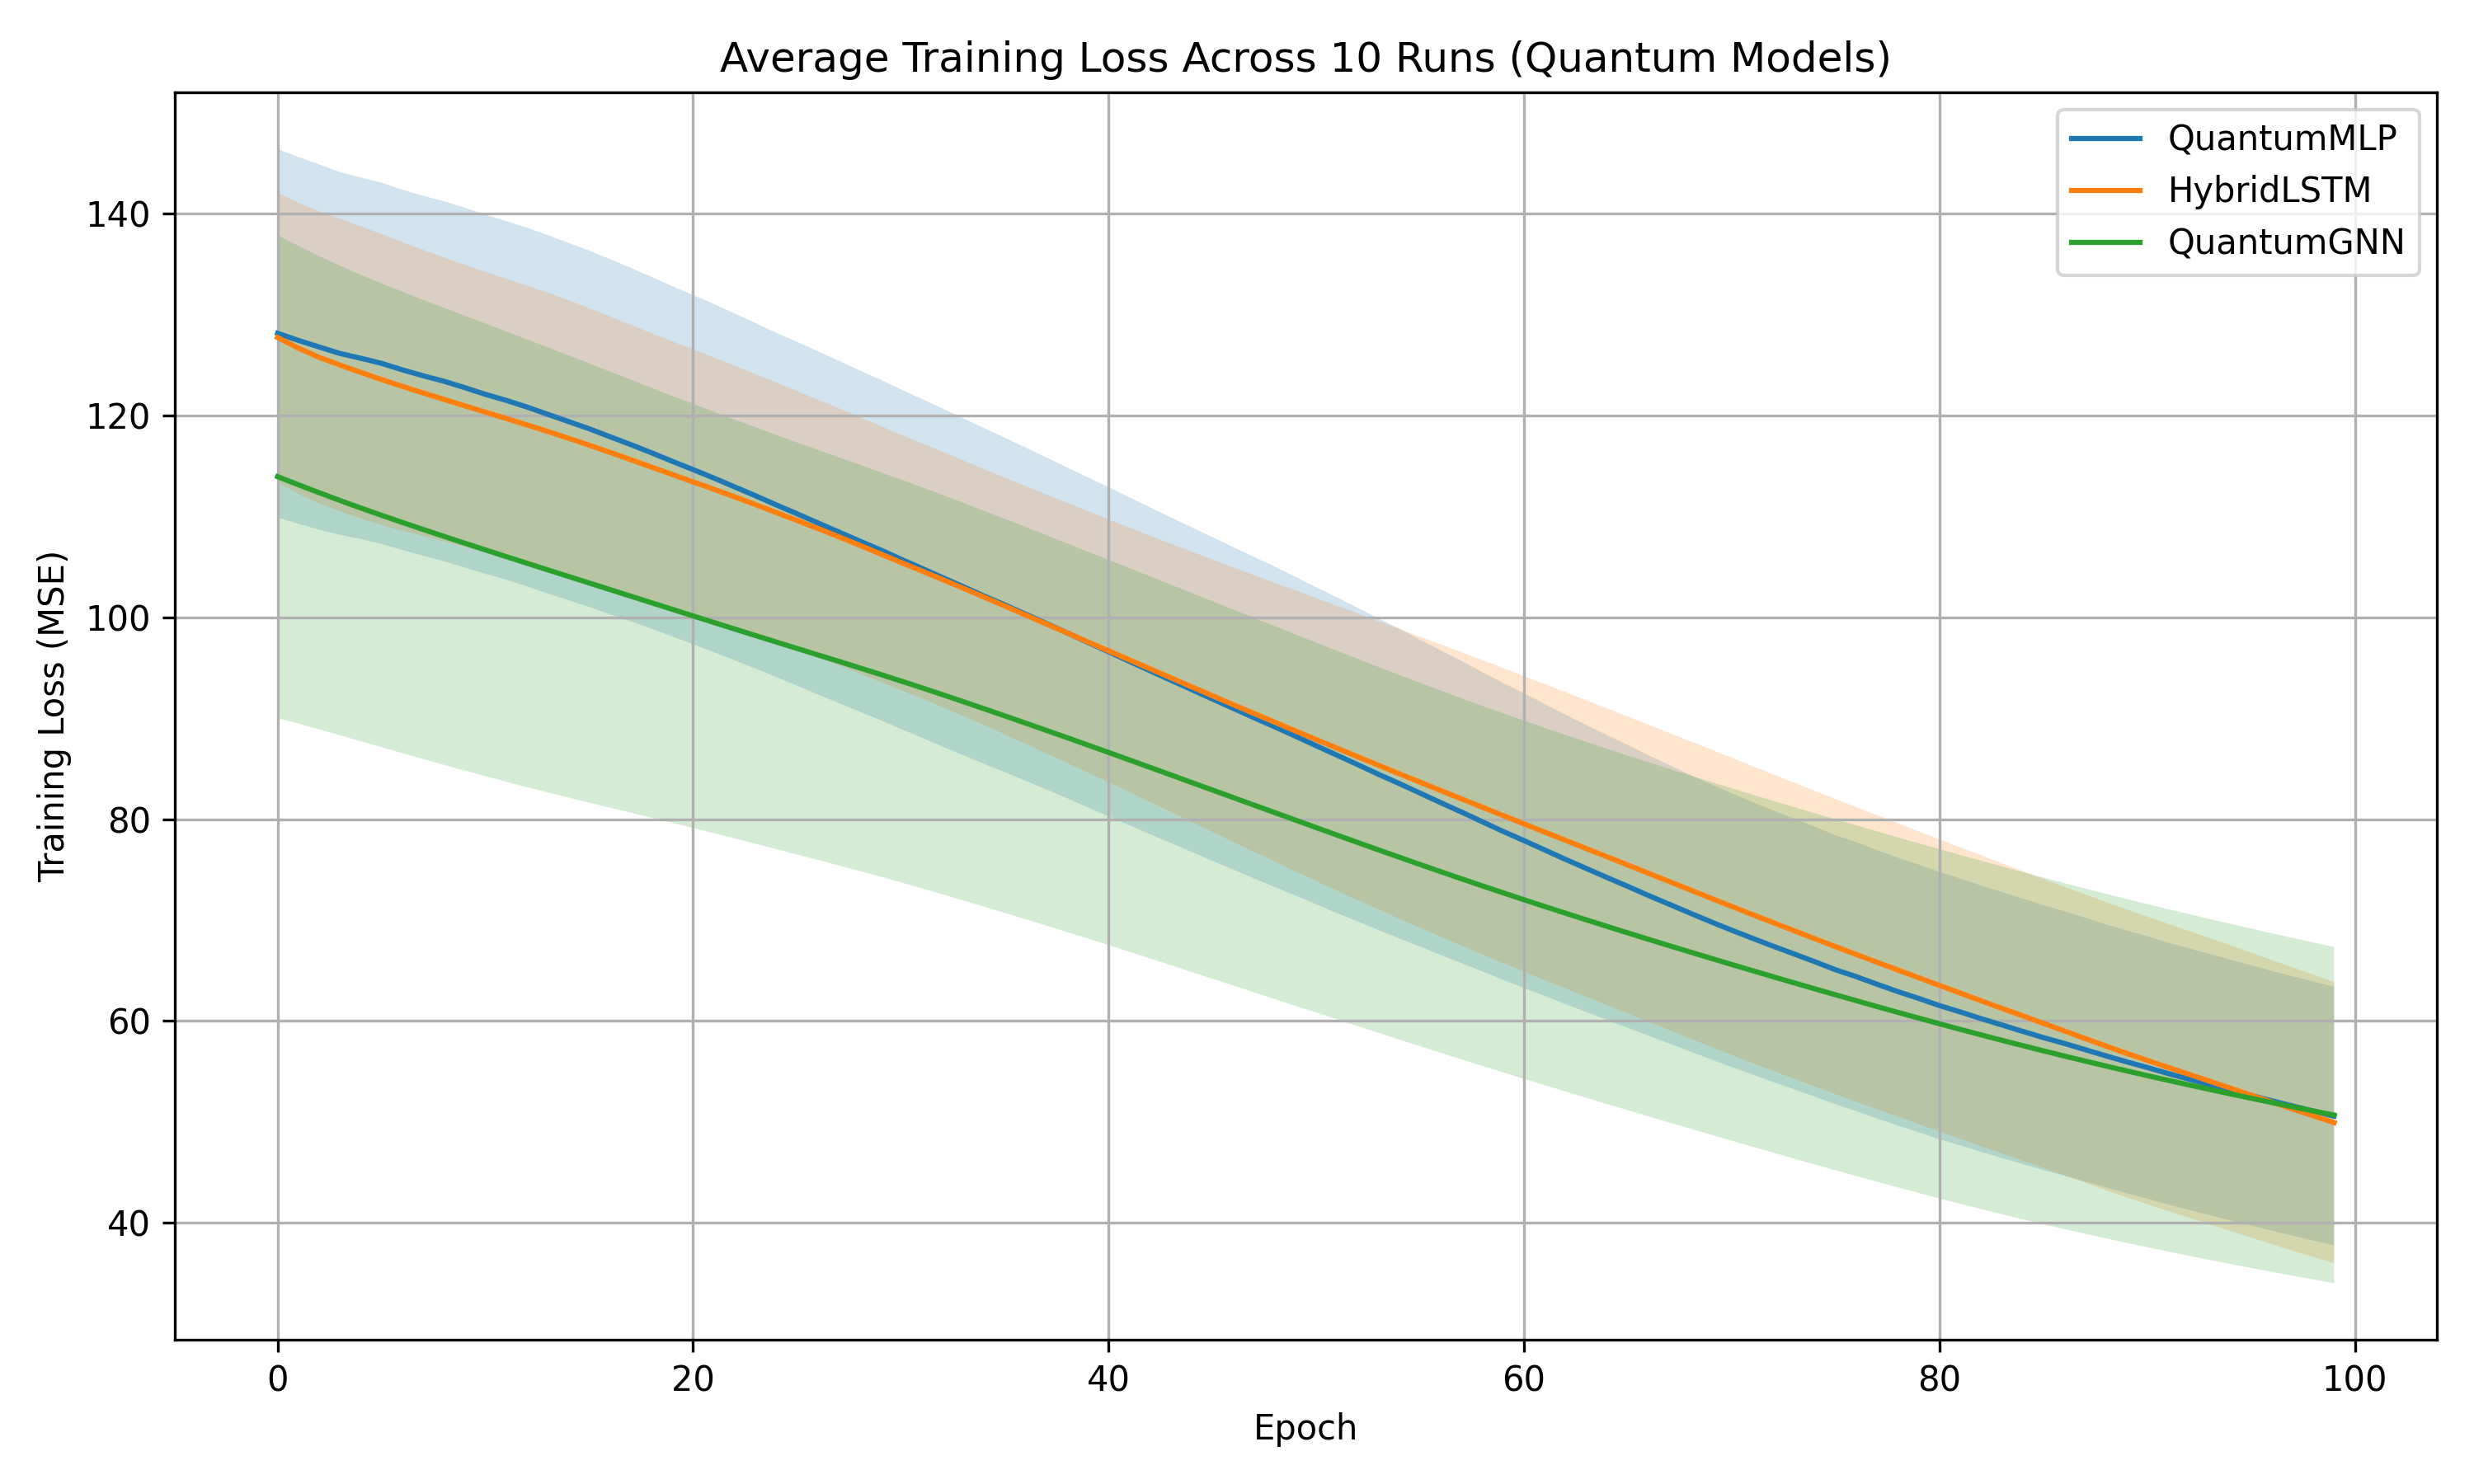 Average Training Loss Across 10 Runs (Quantum Models)
QuantumMLP
HybridLSTM
QuantumGNN
Training Loss (MSE)
140
120
100
80
60
40
0 20 40 60 80 100
Epoch